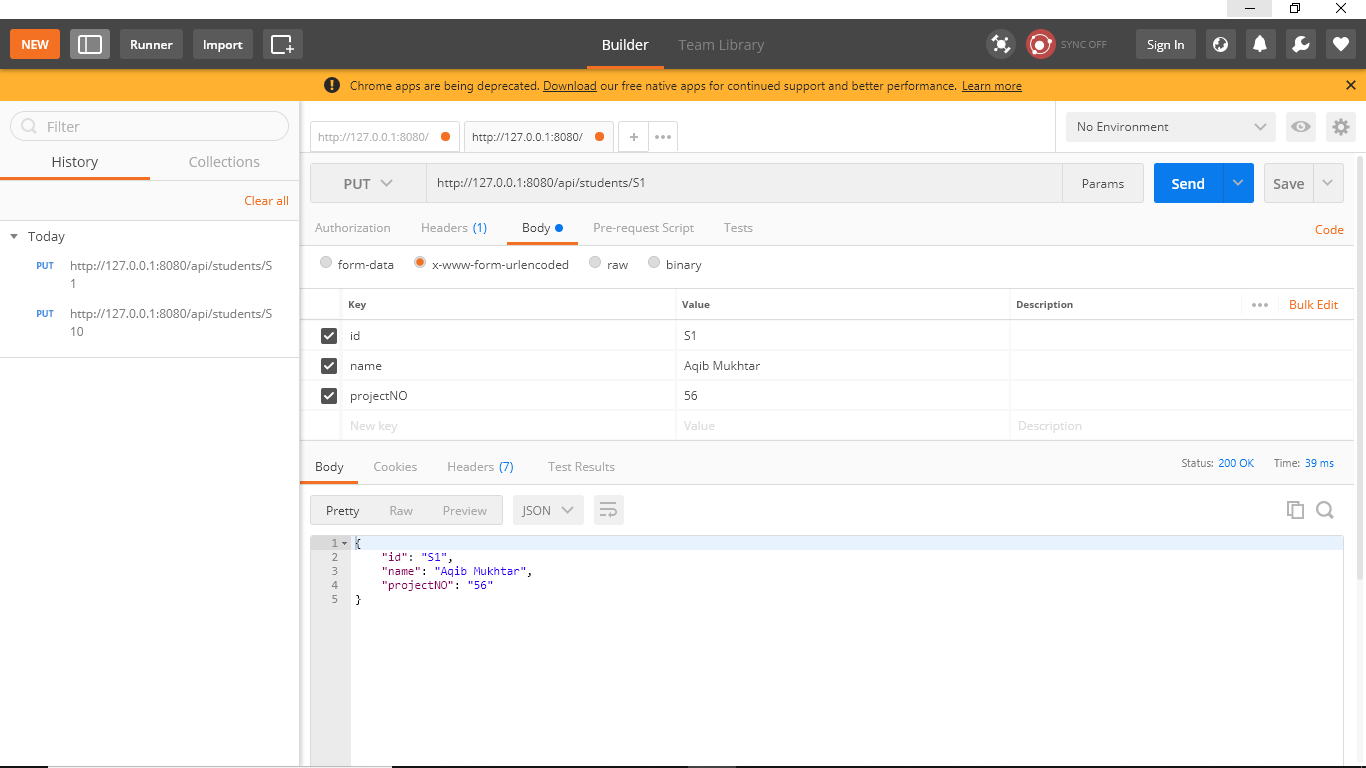 NEW Runner Import Builder Team Library SYNC OFF Sign In
Chrome apps are being deprecated. Download our free native apps for continued support and better performance. Learn more
Filter
History Collections
Clear all
Today
PUT http://127.0.0.1:8080/api/students/S
1
PUT http://127.0.0.1:8080/api/students/S
10
http://127.0.0.1:8080/ http://127.0.0.1:8080/ + No Environment
PUT http://127.0.0.1:8080/api/students/S1 Params Send Save
Authorization Headers (1) Body Pre-request Script Tests Code
form-data x-www-form-urlencoded raw binary
Key Value Description Bulk Edit
id S1
name Aqib Mukhtar
projectNO 56
New key Value Description
Body Cookies Headers (7) Test Results Status: 200 OK Time: 39 ms
Pretty Raw Preview JSON
1 {
2 "id": "S1",
3 "name": "Aqib Mukhtar",
4 "projectNO": "56"
5 }